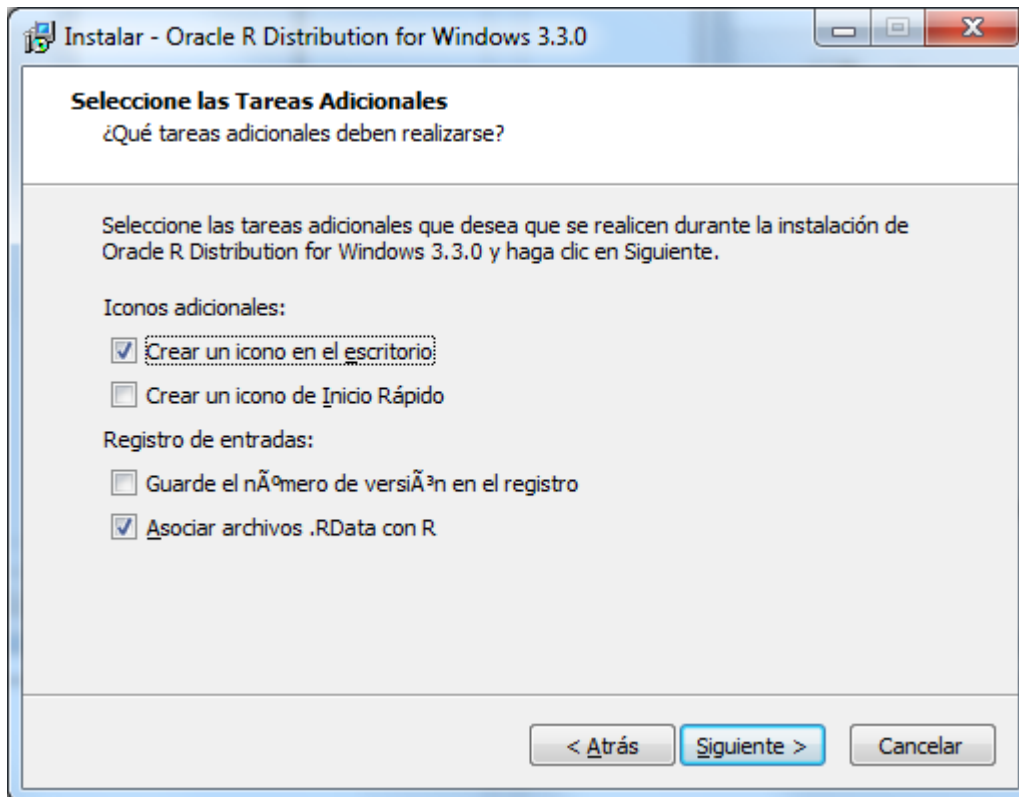 Instalar - Oracle R Distribution for Windows 3.3.0
Seleccione las Tareas Adicionales
¿Qué tareas adicionales deben realizarse?
Seleccione las tareas adicionales que desea que se realicen durante la instalación de
Oracle R Distribution for Windows 3.3.0 y haga clic en Siguiente.
Iconos adicionales:
Crear un icono en el escritorio
Crear un icono de Inicio Rápido
Registro de entradas:
Guarde el nÃºmero de versiÃ³n en el registro
Asociar archivos .RData con R
< Atrás Siguiente > Cancelar